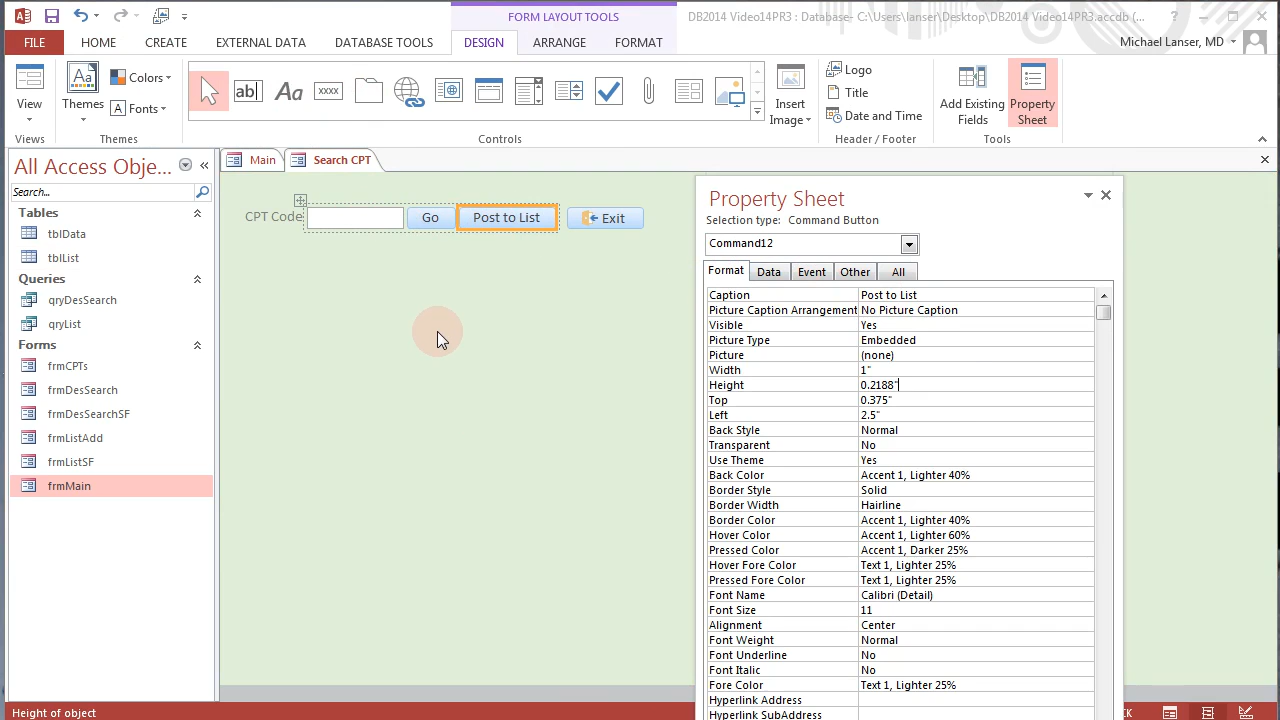 FORM LAYOUT TOOLS
DB2014 Video14PR3 : Database- C:\Users\lanser\Desktop\DB2014 Video14PR3.accdb (...
?
FILE
HOME
CREATE
EXTERNAL DATA
DATABASE TOOLS
DESIGN
ARRANGE
FORMAT
Michael Lanser, MD
View
Views
Aa
Themes
Colors
A Fonts
Themes
ab
Aa
xxxx
Controls
Insert
Image
Logo
Title
Date and Time
Header / Footer
Add Existing
Fields
Property
Sheet
Tools
All Access Obje...
Search...
Tables
tblData
tblList
Queries
qryDesSearch
qryList
Forms
frmCPTs
frmDesSearch
frmDesSearchSF
frmListAdd
frmListSF
frmMain
Main
Search CPT
CPT Code
Go
Post to List
Exit
Property Sheet
Selection type: Command Button
Command12
Format
Data
Event
Other
All
Caption Post to List
Picture Caption Arrangement No Picture Caption
Visible Yes
Picture Type Embedded
Picture (none)
Width 1"
Height 0.2188"
Top 0.375"
Left 2.5"
Back Style Normal
Transparent No
Use Theme Yes
Back Color Accent 1, Lighter 40%
Border Style Solid
Border Width Hairline
Border Color Accent 1, Lighter 40%
Hover Color Accent 1, Lighter 60%
Pressed Color Accent 1, Darker 25%
Hover Fore Color Text 1, Lighter 25%
Pressed Fore Color Text 1, Lighter 25%
Font Name Calibri (Detail)
Font Size 11
Alignment Center
Font Weight Normal
Font Underline No
Font Italic No
Fore Color Text 1, Lighter 25%
Hyperlink Address
Hyperlink SubAddress
Height of object
CK